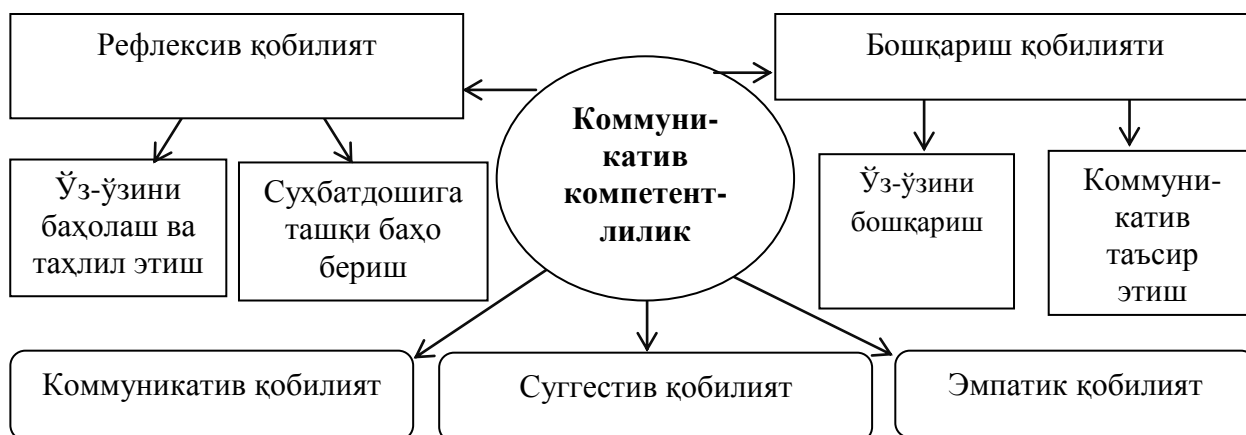 Рефлексив қобилият
Бошқариш қобилияти
Коммуни-
катив
компетент-
лилик
Ўз-ўзини
баҳолаш ва
таҳлил этиш
Суҳбатдошига
ташқи баҳо
бериш
Ўз-ўзини
бошқариш
Коммуни-
катив
таъсир
этиш
Коммуникатив қобилият
Суггестив қобилият
Эмпатик қобилият